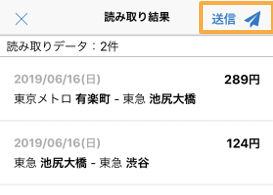 読み取り結果
送信
読み取りデータ：2件
2019/06/16(日)
289円
東京メトロ 有楽町 - 東急 池尻大橋
2019/06/16(日)
124円
東急 池尻大橋 - 東急 渋谷